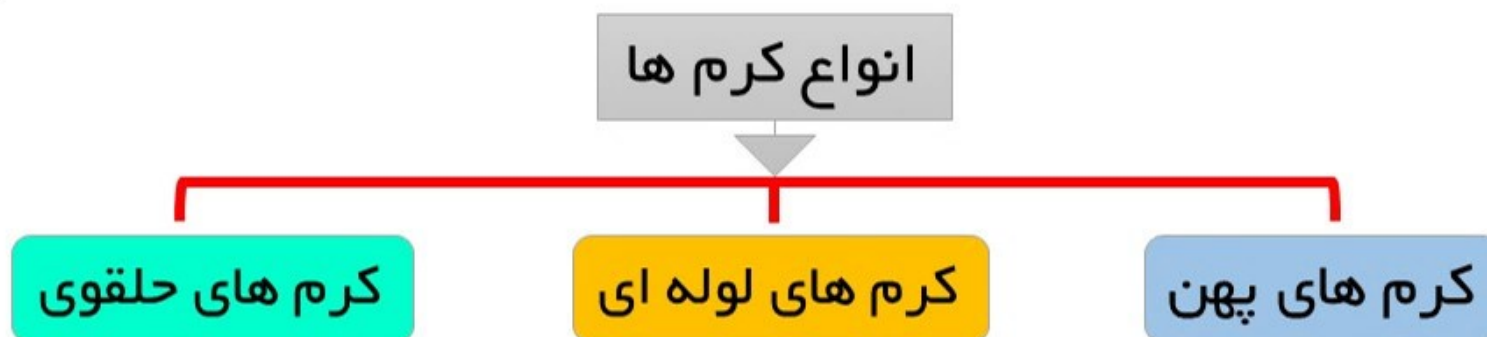 انواع کرم ها
کرم های پهن
کرم های لوله ای
کرم های حلقوی